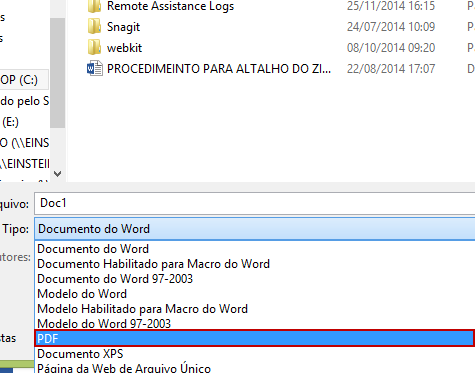 Remote Assistance Logs 25/11/2014 16:15 P
Snagit 24/07/2014 10:09 P
webkit 08/10/2014 09:20 P
PROCEDIMEINTO PARA ALTALHO DO ZI... 22/08/2014 17:07 D
s
s
OP (C:)
do pelo S
(E:)
O (\\EINS
\\EINSTEI
quivo: Doc1
Tipo: Documento do Word
utores:
Documento do Word
Documento Habilitado para Macro do Word
Documento do Word 97-2003
Modelo do Word
Modelo Habilitado para Macro do Word
Modelo do Word 97-2003
stas
PDF
Documento XPS
Página da Web de Arquivo Único